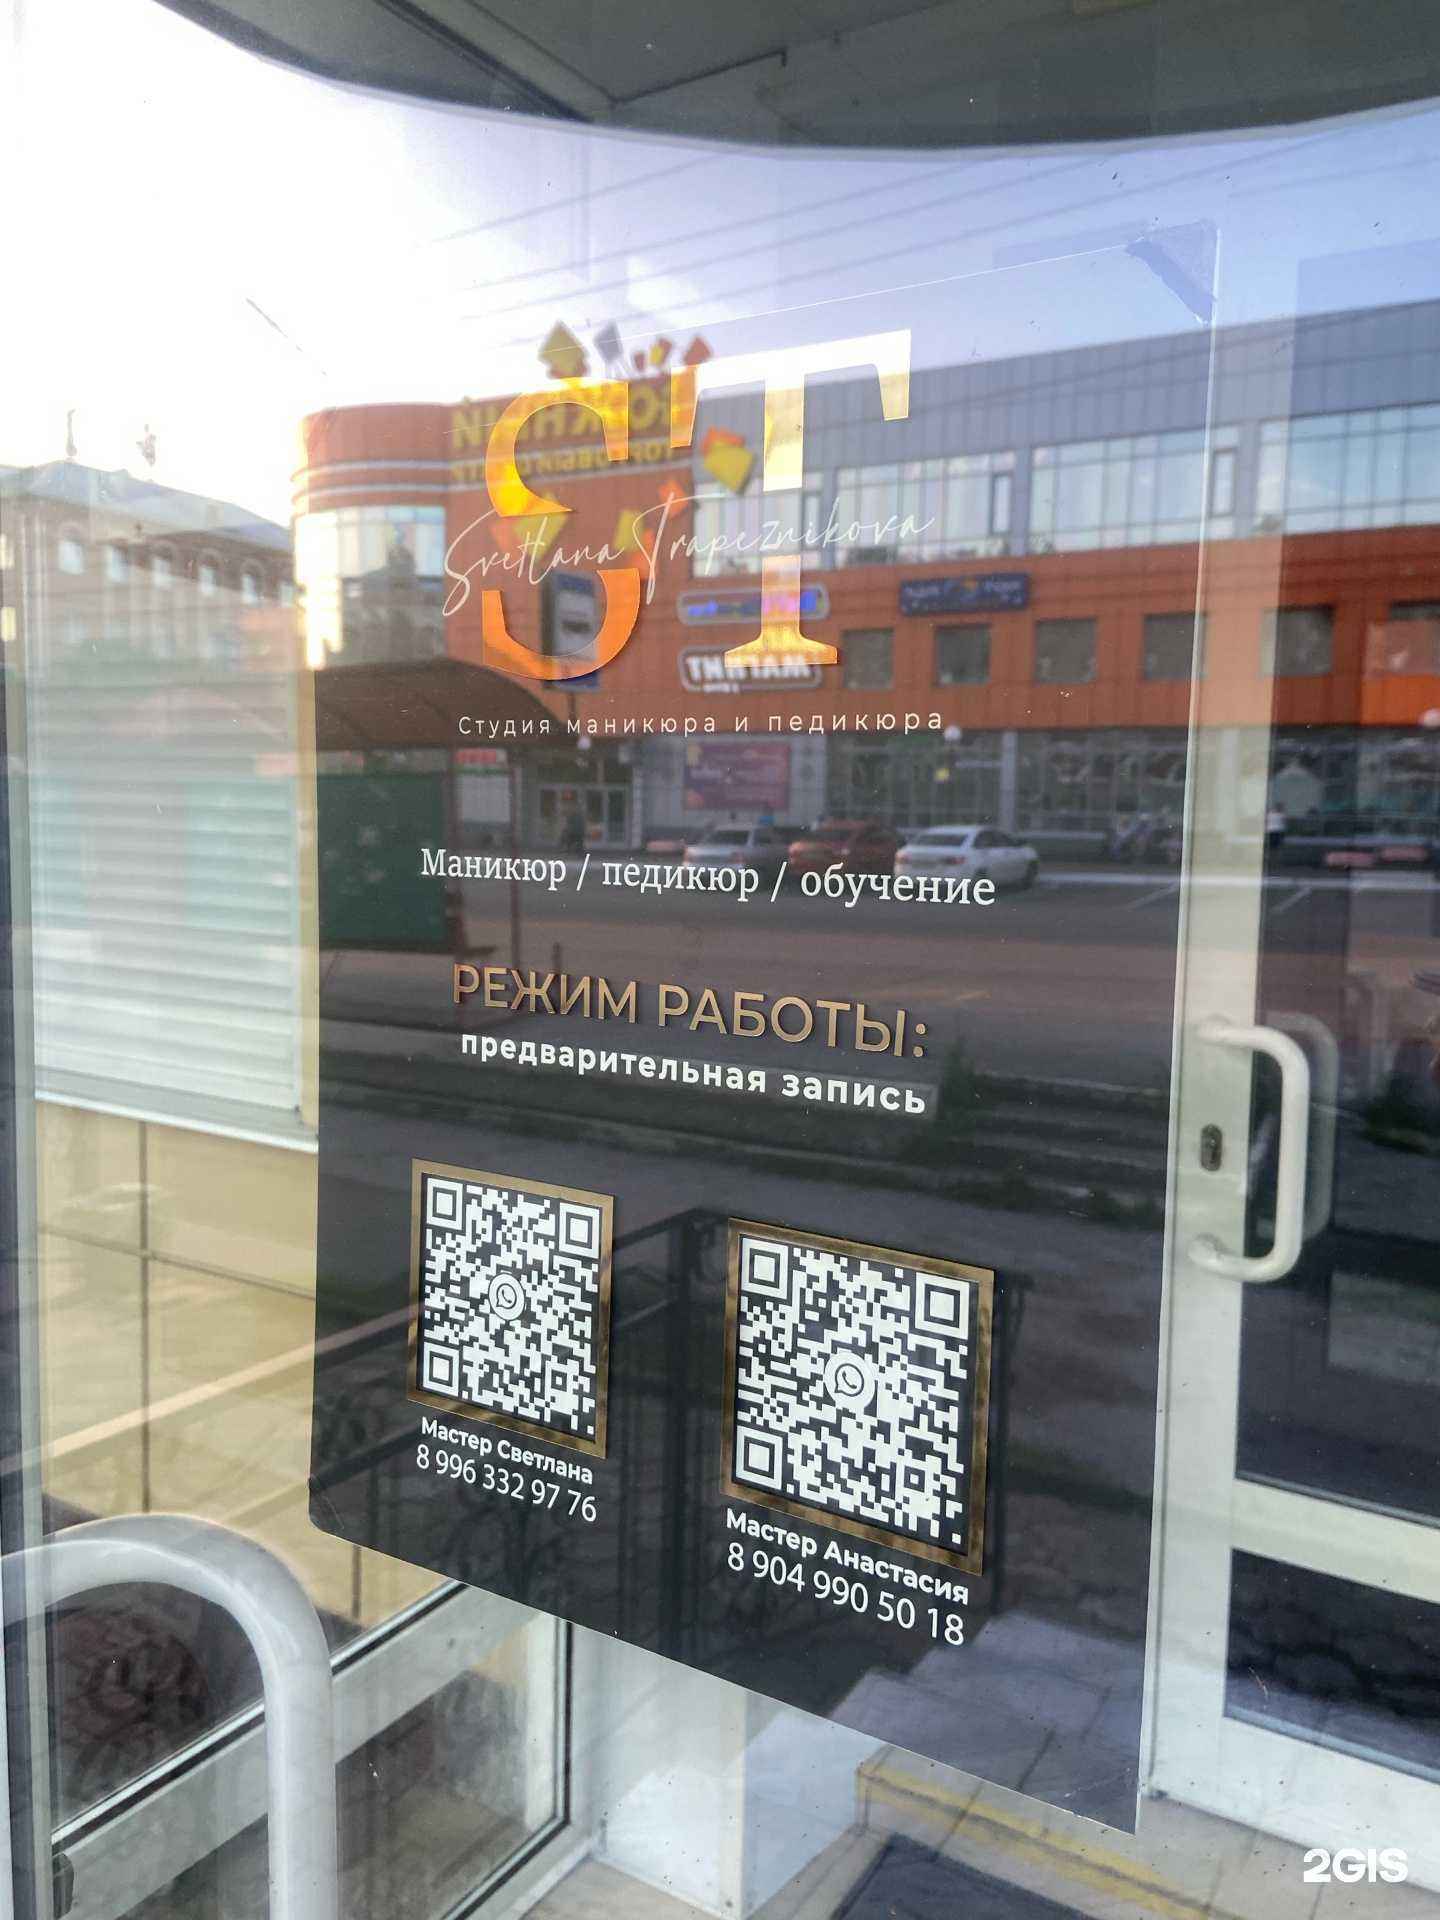 ST
Svetlana Trapeznikova
Студия маникюра и педикюра
МАГНИТ
Маникюр / педикюр / обучение
РЕЖИМ РАБОТЫ:
предварительная запись
Мастер Светлана
8 996 332 97 76
Мастер Анастасия
8 904 990 50 18
2GIS